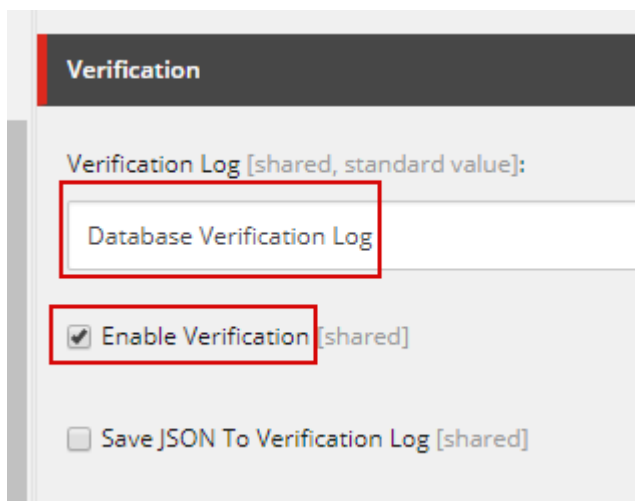 Verification
Verification Log [shared, standard value]:
Database Verification Log
Enable Verification [shared]
Save JSON To Verification Log [shared]